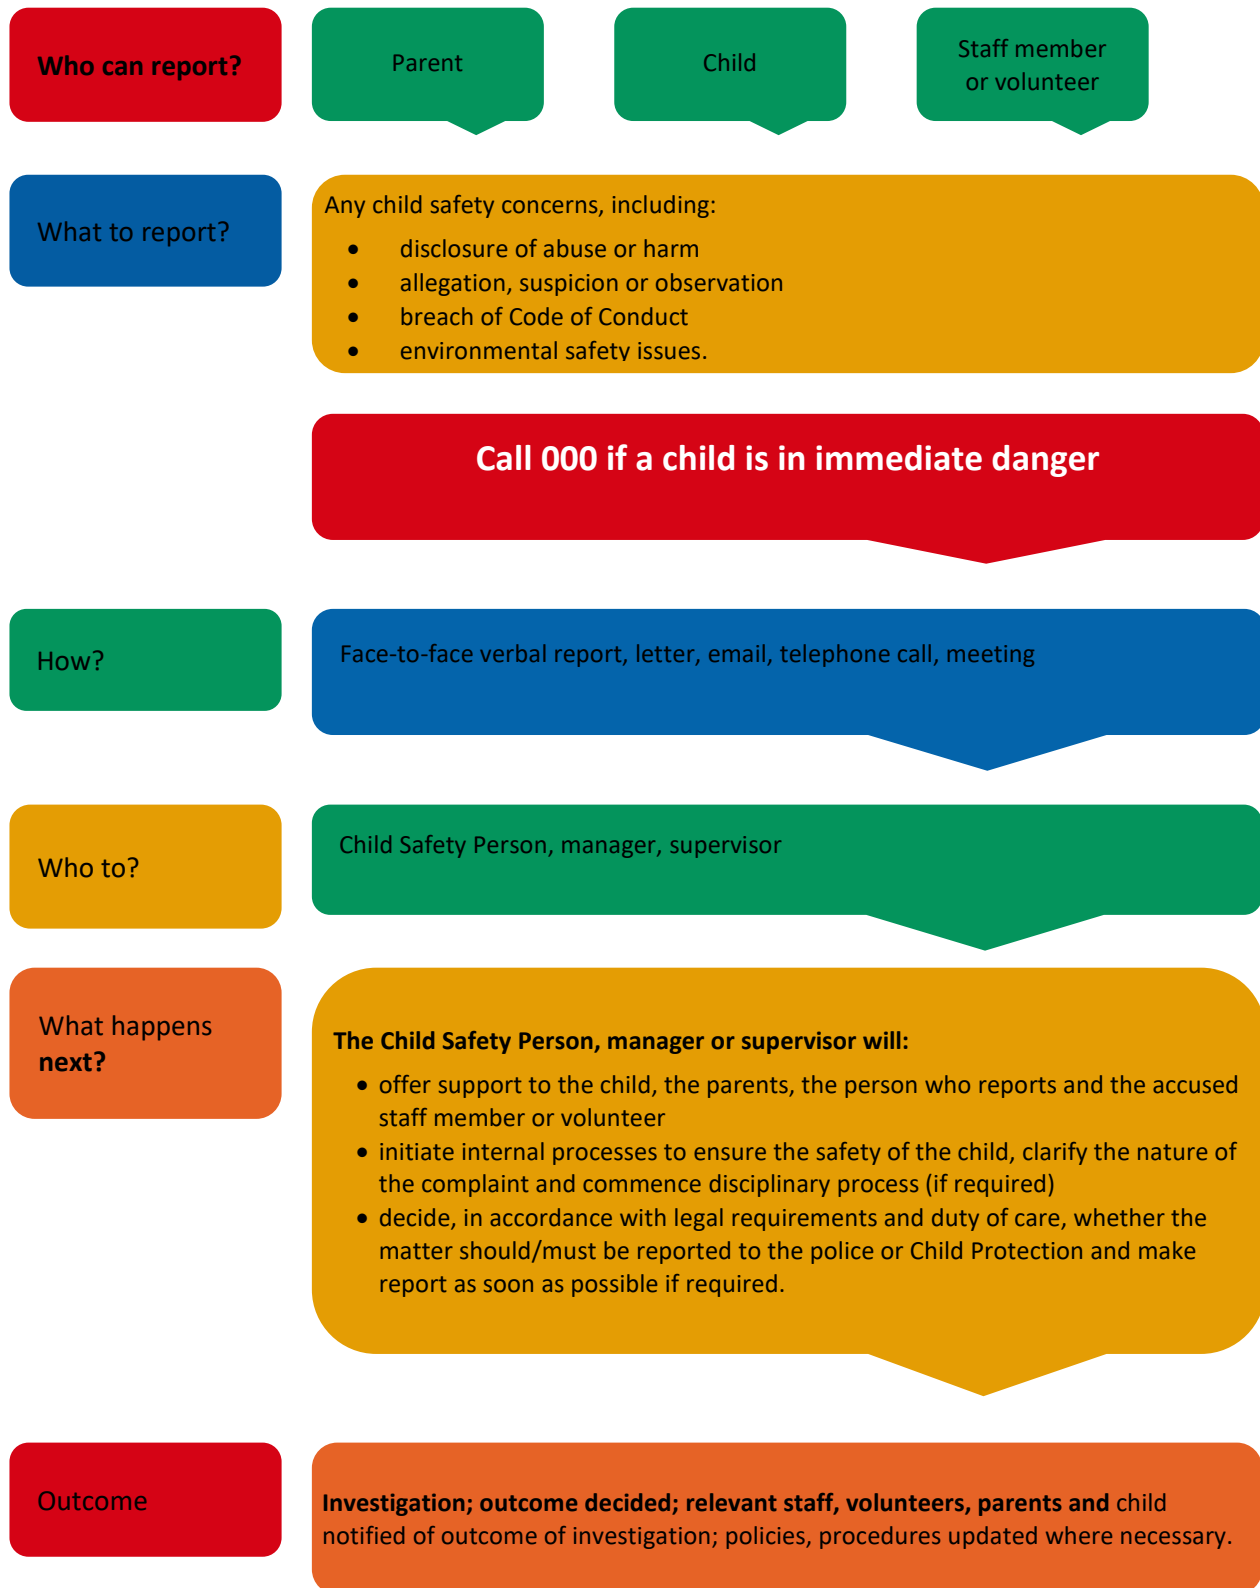 Who can report?
Parent
Child
Staff member
or volunteer
What to report?
Any child safety concerns, including:
• disclosure of abuse or harm
• allegation, suspicion or observation
• breach of Code of Conduct
• environmental safety issues.
Call 000 if a child is in immediate danger
How?
Face-to-face verbal report, letter, email, telephone call, meeting
Who to?
Child Safety Person, manager, supervisor
What happens
next?
The Child Safety Person, manager or supervisor will:
• offer support to the child, the parents, the person who reports and the accused
staff member or volunteer
• initiate internal processes to ensure the safety of the child, clarify the nature of
the complaint and commence disciplinary process (if required)
• decide, in accordance with legal requirements and duty of care, whether the
matter should/must be reported to the police or Child Protection and make
report as soon as possible if required.
Outcome
Investigation; outcome decided; relevant staff, volunteers, parents and child
notified of outcome of investigation; policies, procedures updated where necessary.